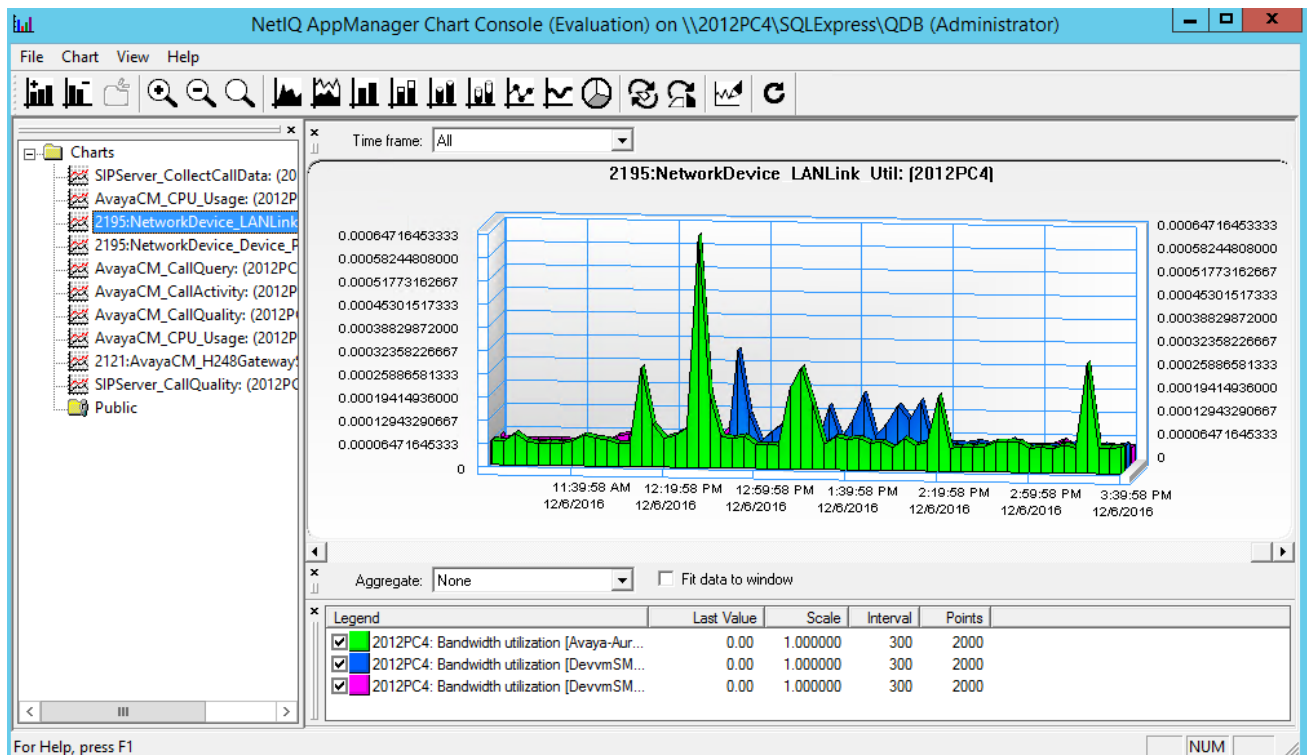 NetIQ AppManager Chart Console (Evaluation) on \\2012PC4\SQLExpress\QDB (Administrator)
File Chart View Help
Charts
SIPServer_CollectCallData: (20
AvayaCM_CPU_Usage: (2012P
2195:NetworkDevice_LANLink
2195:NetworkDevice_Device_P
AvayaCM_CallQuery: (2012PC
AvayaCM_CallActivity: (2012P
AvayaCM_CallQuality: (2012P
AvayaCM_CPU_Usage: (2012P
2121:AvayaCM_H248Gateway
SIPServer_CallQuality: (2012PC
Public
Time frame: All
2195:NetworkDevice LANLink Util: [2012PC4]
0.00064716453333
0.00058244808000
0.00051773162667
0.00045301517333
0.00038829872000
0.00032358226667
0.00025886581333
0.00019414936000
0.00012943290667
0.00006471645333
0
0.00064716453333
0.00058244808000
0.00051773162667
0.00045301517333
0.00038829872000
0.00032358226667
0.00025886581333
0.00019414936000
0.00012943290667
0.00006471645333
0
11:39:58 AM 12:19:58 PM 12:59:58 PM 1:39:58 PM 2:19:58 PM 2:59:58 PM 3:39:58 PM
12/6/2016 12/6/2016 12/6/2016 12/6/2016 12/6/2016 12/6/2016 12/6/2016
Aggregate: None Fit data to window
Legend Last Value Scale Interval Points
2012PC4: Bandwidth utilization [Avaya-Aur... 0.00 1.000000 300 2000
2012PC4: Bandwidth utilization [DevvmSM... 0.00 1.000000 300 2000
2012PC4: Bandwidth utilization [DevvmSM... 0.00 1.000000 300 2000
For Help, press F1
NUM